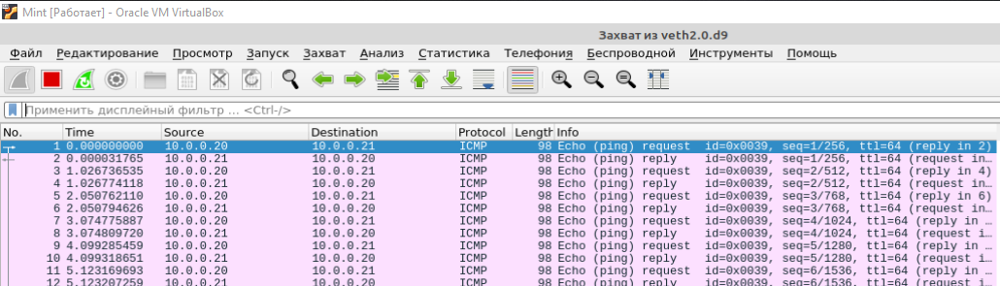 Mint [Работает] - Oracle VM VirtualBox
Захват из veth2.0.d9
Файл Редактирование Просмотр Запуск Захват Анализ Статистика Телефония Беспроводной Инструменты Помощь
Применить дисплейный фильтр ... <Ctrl-/>
No. Time Source Destination Protocol Length Info
1 0.000000000 10.0.0.20 10.0.0.21 ICMP 98 Echo (ping) request id=0x0039, seq=1/256, ttl=64 (reply in 2)
2 0.000031765 10.0.0.21 10.0.0.20 ICMP 98 Echo (ping) reply id=0x0039, seq=1/256, ttl=64 (request in…
3 1.026736535 10.0.0.20 10.0.0.21 ICMP 98 Echo (ping) request id=0x0039, seq=2/512, ttl=64 (reply in 4)
4 1.026774118 10.0.0.21 10.0.0.20 ICMP 98 Echo (ping) reply id=0x0039, seq=2/512, ttl=64 (request in…
5 2.050762110 10.0.0.20 10.0.0.21 ICMP 98 Echo (ping) request id=0x0039, seq=3/768, ttl=64 (reply in 6)
6 2.050794626 10.0.0.21 10.0.0.20 ICMP 98 Echo (ping) reply id=0x0039, seq=3/768, ttl=64 (request in…
7 3.074775887 10.0.0.20 10.0.0.21 ICMP 98 Echo (ping) request id=0x0039, seq=4/1024, ttl=64 (reply in …
8 3.074809720 10.0.0.21 10.0.0.20 ICMP 98 Echo (ping) reply id=0x0039, seq=4/1024, ttl=64 (request i…
9 4.099285459 10.0.0.20 10.0.0.21 ICMP 98 Echo (ping) request id=0x0039, seq=5/1280, ttl=64 (reply in …
10 4.099318651 10.0.0.21 10.0.0.20 ICMP 98 Echo (ping) reply id=0x0039, seq=5/1280, ttl=64 (request i…
11 5.123169693 10.0.0.20 10.0.0.21 ICMP 98 Echo (ping) request id=0x0039, seq=6/1536, ttl=64 (reply in …
12 5.123207259 10.0.0.21 10.0.0.20 ICMP 98 Echo (ping) reply id=0x0039, seq=6/1536, ttl=64 (request i…